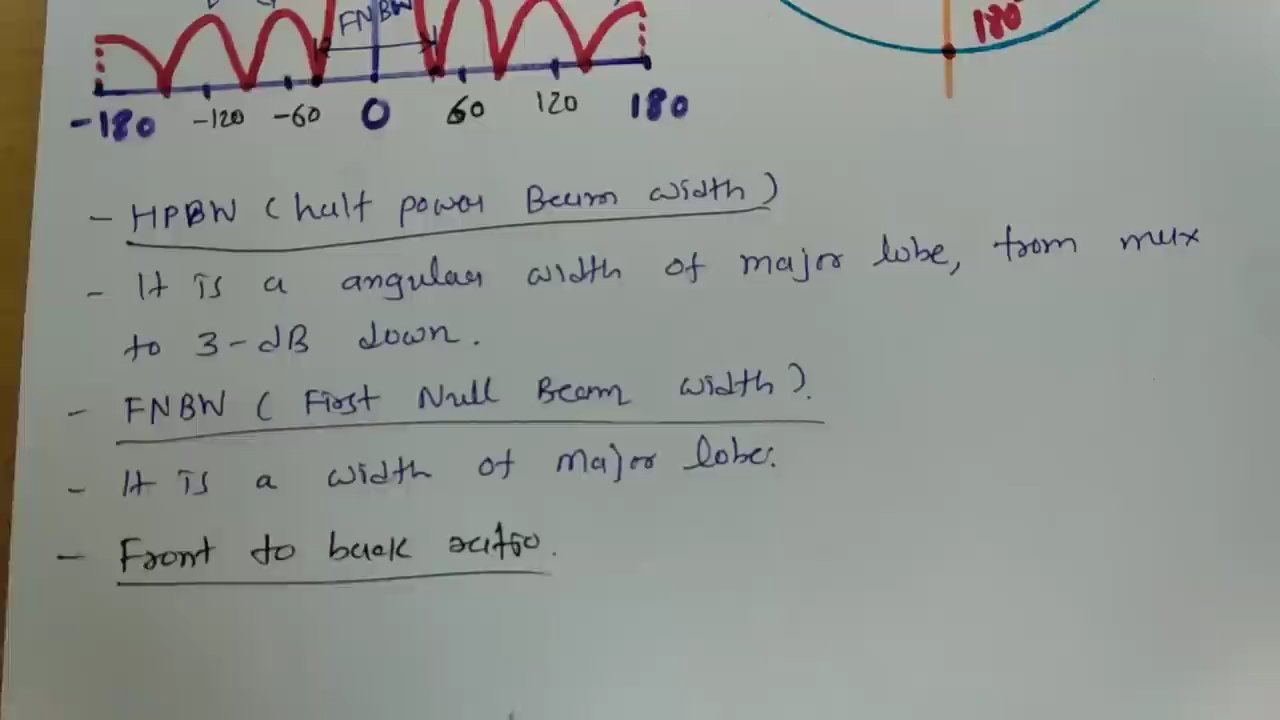 FNBW
180°
-180 -120 -60 0 60 120 180
- HPBW (half power Beam width)
- It is a angular width of major lobe, from max
to 3-dB down.
- FNBW ( First Null Beam width).
- It is a width of major lobe.
- Front to back ratio.